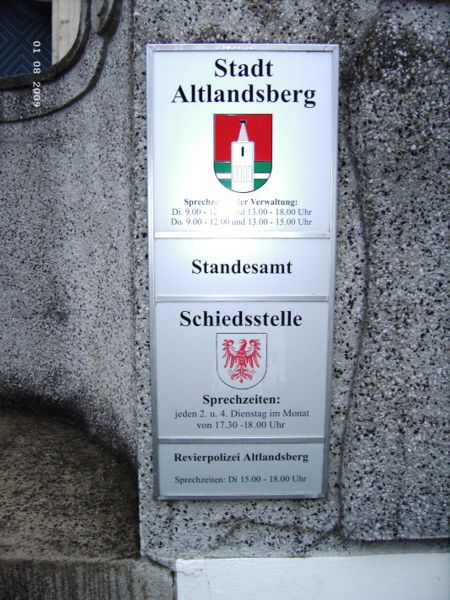 01 08 2009
Stadt
Altlandsberg
der Verwaltung:
Di. 9.00 - und 13.00 - 18.00 Uhr
Do. 9.00 - 12.00 und 13.00 - 15.00 Uhr
Standesamt
Schiedsstelle
Sprechzeiten:
jeden 2. u. 4. Dienstag im Monat
von 17.30 -18.00 Uhr
Revierpolizei Altlandsberg
Sprechzeiten: Di 15.00 - 18.00 Uhr